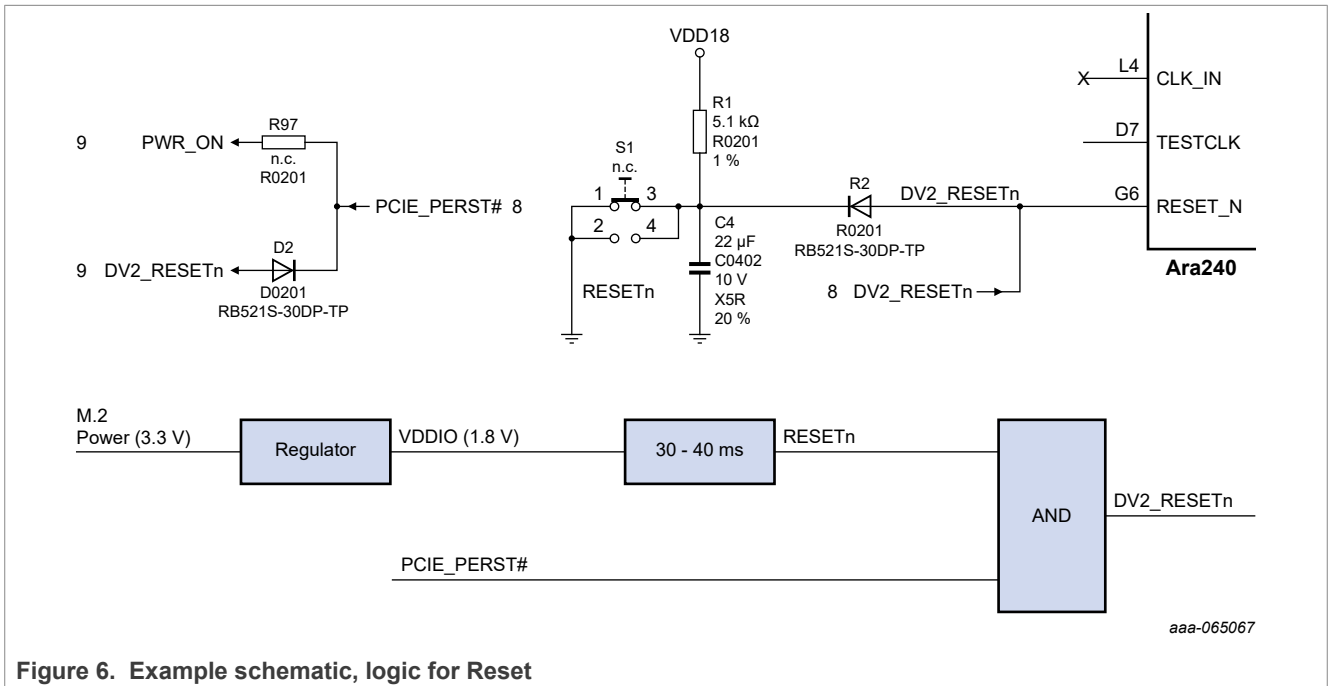 VDD18
R1
5.1 kΩ
R0201
1 %
X
L4
CLK_IN
D7
TESTCLK
G6
RESET_N
Ara240
9
PWR_ON
R97
n.c.
R0201
PCIE_PERST# 8
9
DV2_RESETn
D2
D0201
RB521S-30DP-TP
S1
n.c.
1
3
2
4
RESETn
C4
22 µF
C0402
10 V
X5R
20 %
R2
R0201
RB521S-30DP-TP
DV2_RESETn
8
DV2_RESETn
M.2
Power (3.3 V)
Regulator
VDDIO (1.8 V)
30 - 40 ms
RESETn
PCIE_PERST#
AND
DV2_RESETn
aaa-065067
Figure 6. Example schematic, logic for Reset